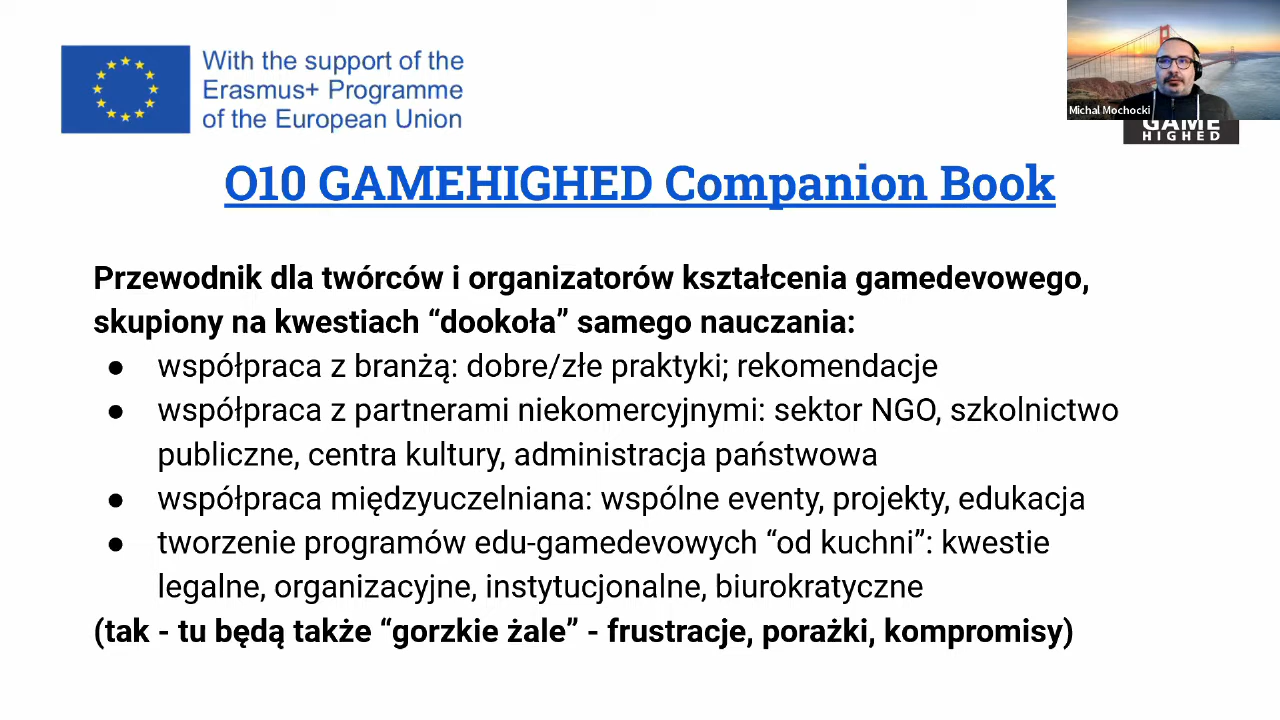 With the support of the
Erasmus+ Programme
of the European Union
Michal Mochocki
GAME
HIGHED
O10 GAMEHIGHED Companion Book
Przewodnik dla twórców i organizatorów kształcenia gamedevowego,
skupiony na kwestiach “dookoła” samego nauczania:
● współpraca z branżą: dobre/złe praktyki; rekomendacje
● współpraca z partnerami niekomercyjnymi: sektor NGO, szkolnictwo
publiczne, centra kultury, administracja państwowa
● współpraca międzyuczelniana: wspólne eventy, projekty, edukacja
● tworzenie programów edu-gamedevowych “od kuchni”: kwestie
legalne, organizacyjne, instytucjonalne, biurokratyczne
(tak - tu będą także “gorzkie żale” - frustracje, porażki, kompromisy)